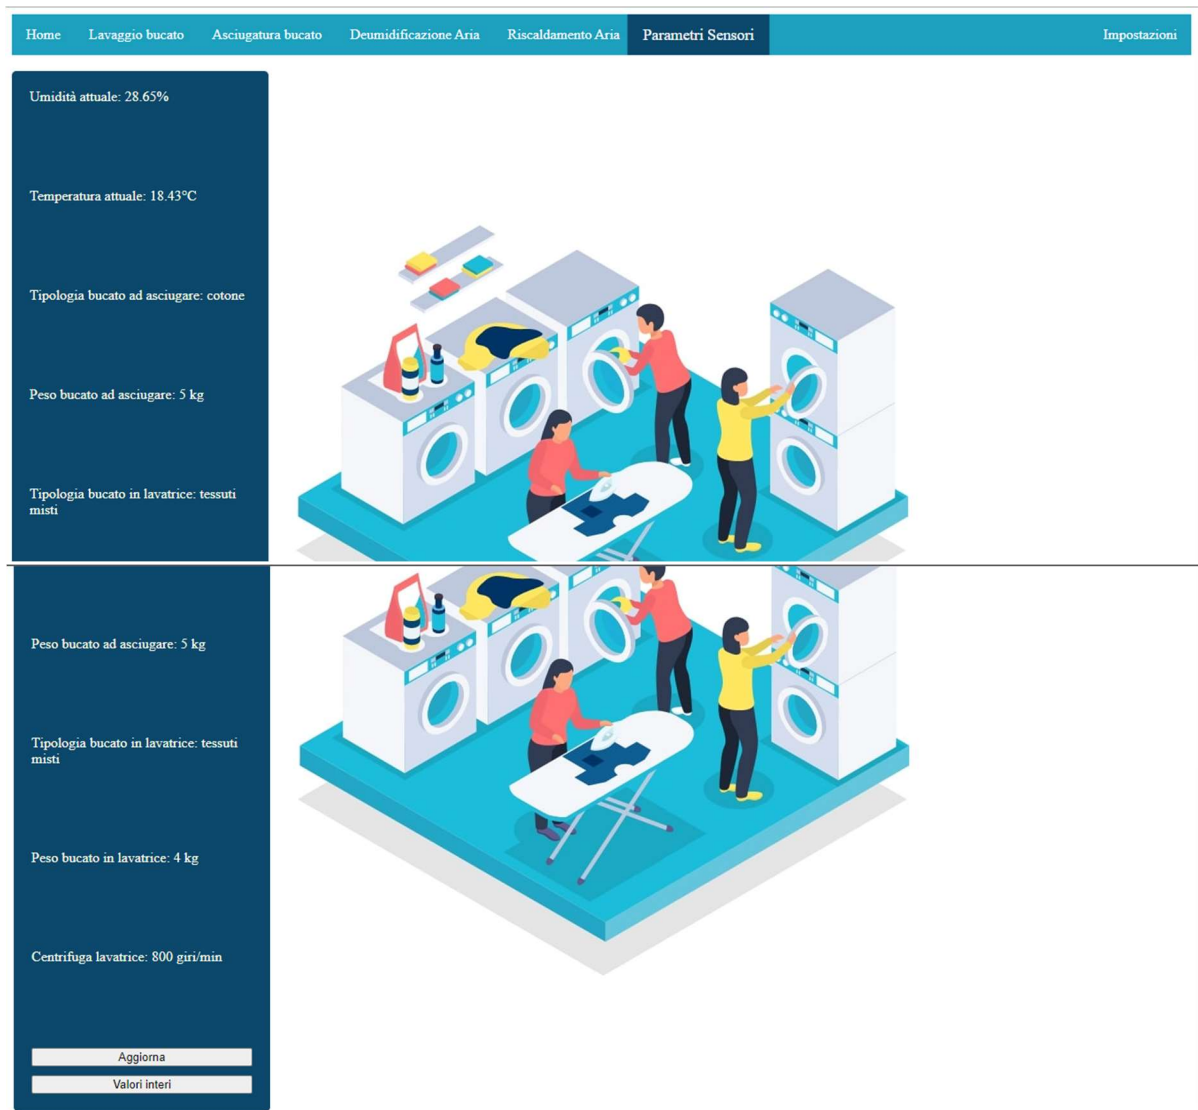 Home Lavaggio bucato Asciugatura bucato Deumidificazione Aria Riscaldamento Aria Parametri Sensori Impostazioni
Umidità attuale: 28.65%
Temperatura attuale: 18.43°C
Tipologia bucato ad asciugare: cotone
Peso bucato ad asciugare: 5 kg
Tipologia bucato in lavatrice: tessuti
misti
Peso bucato ad asciugare: 5 kg
Tipologia bucato in lavatrice: tessuti
misti
Peso bucato in lavatrice: 4 kg
Centrifuga lavatrice: 800 giri/min
Aggiorna
Valori interi